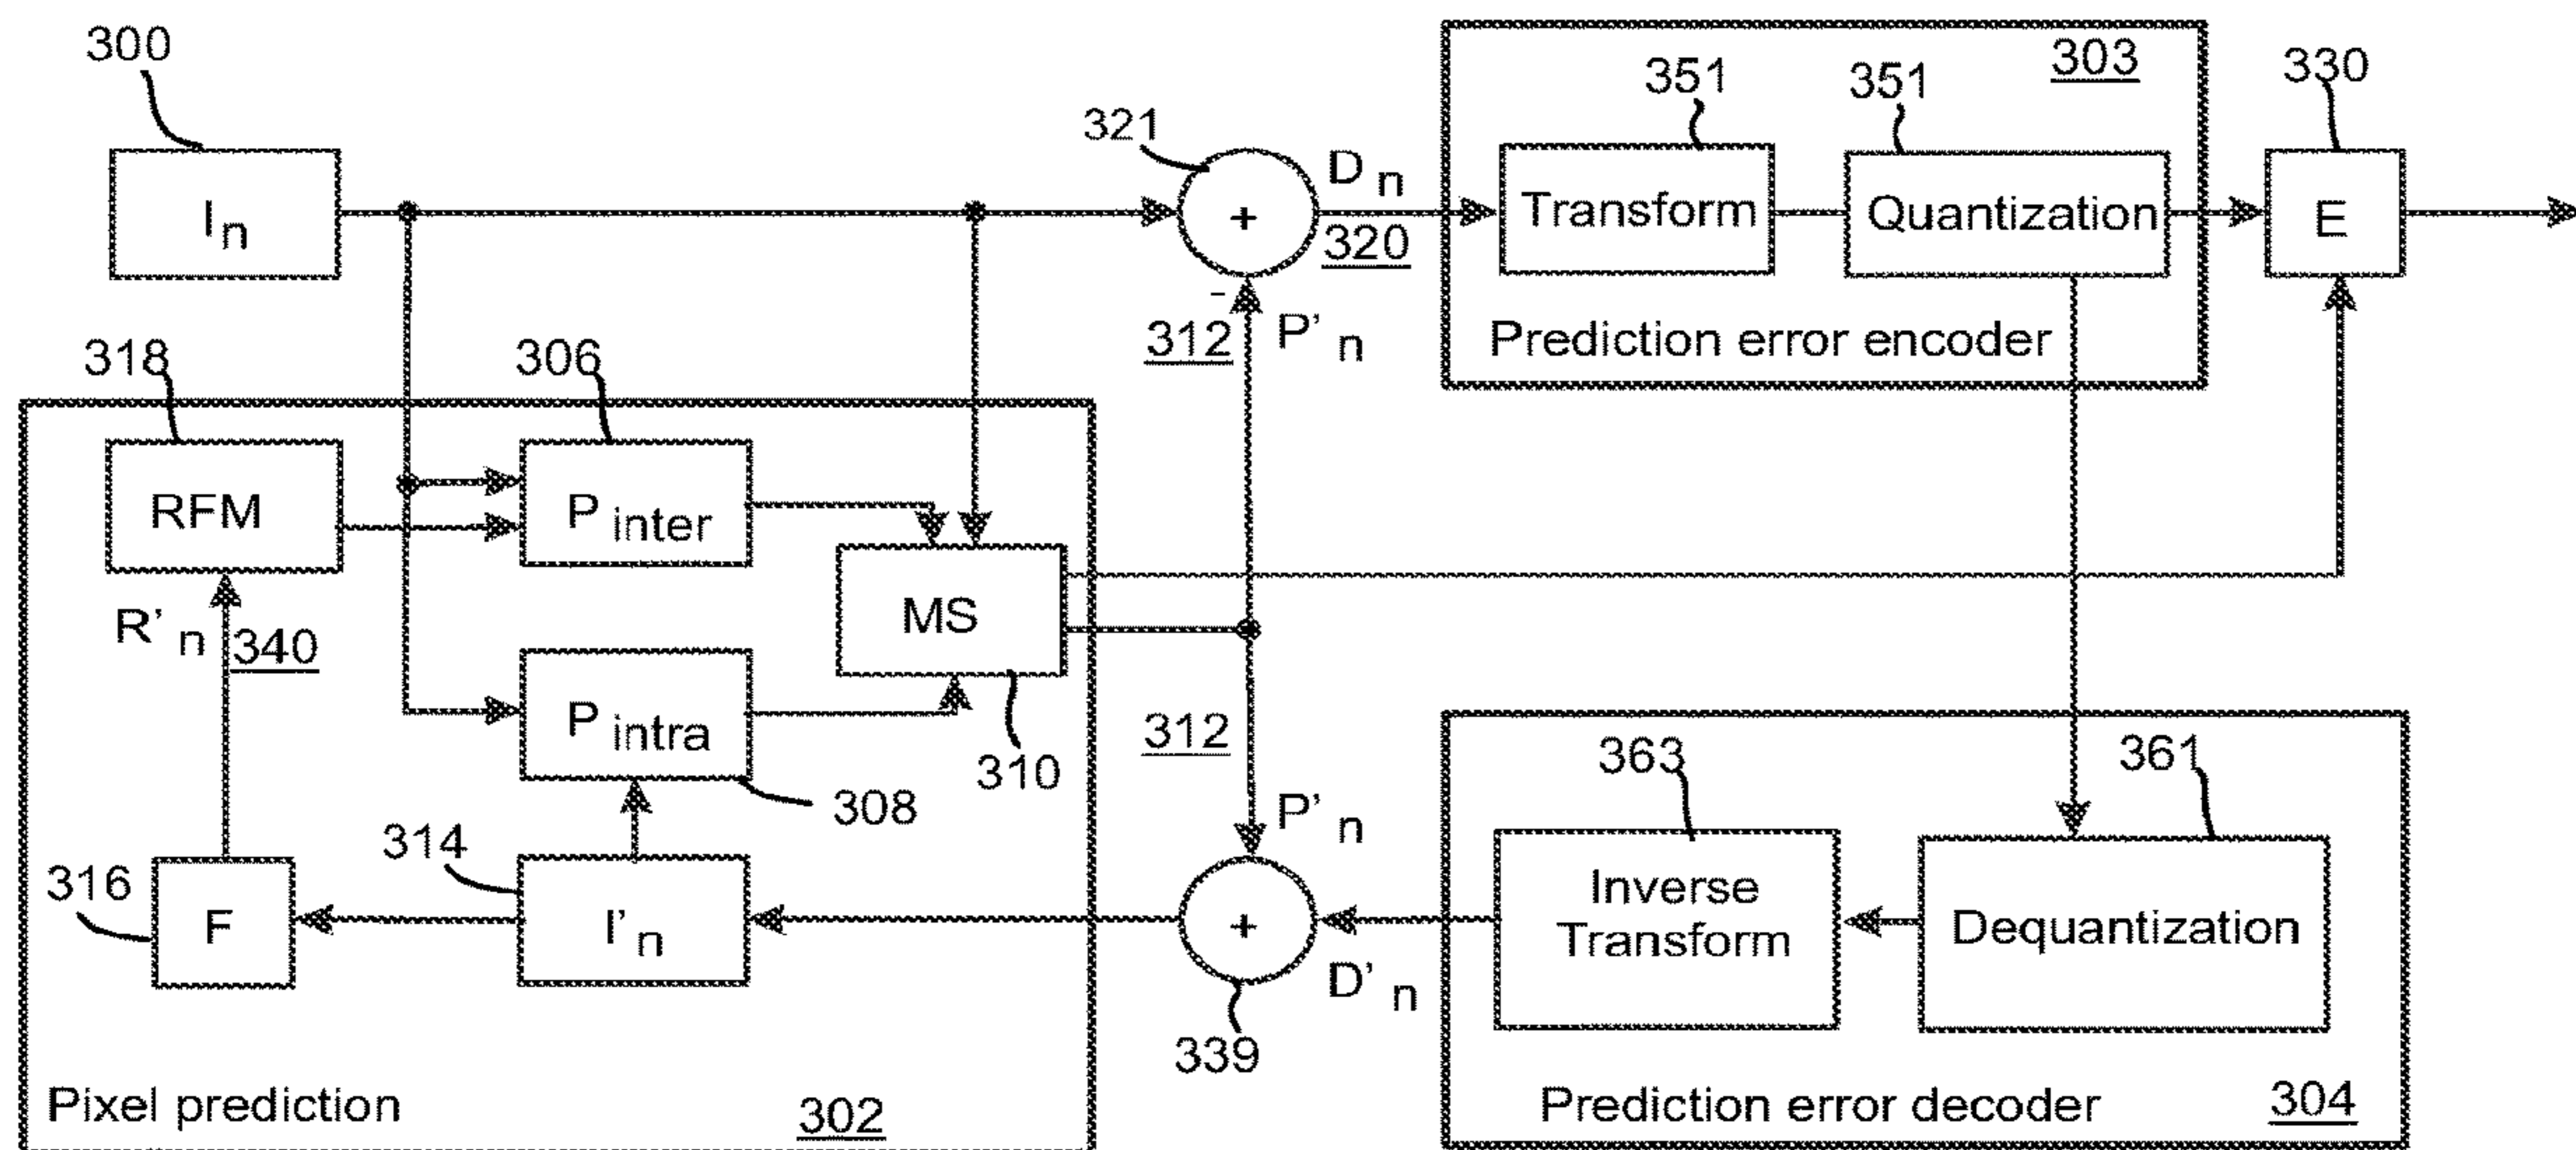 300
I n
321
+
D n
320
-
312
P' n
303
351
Transform
351
Quantization
Prediction error encoder
330
E
318
RFM
306
P inter
R' n
340
MS
310
P intra
308
312
P' n
314
I' n
316
F
+
339
D' n
363
Inverse
Transform
361
Dequantization
Prediction error decoder
304
Pixel prediction
302